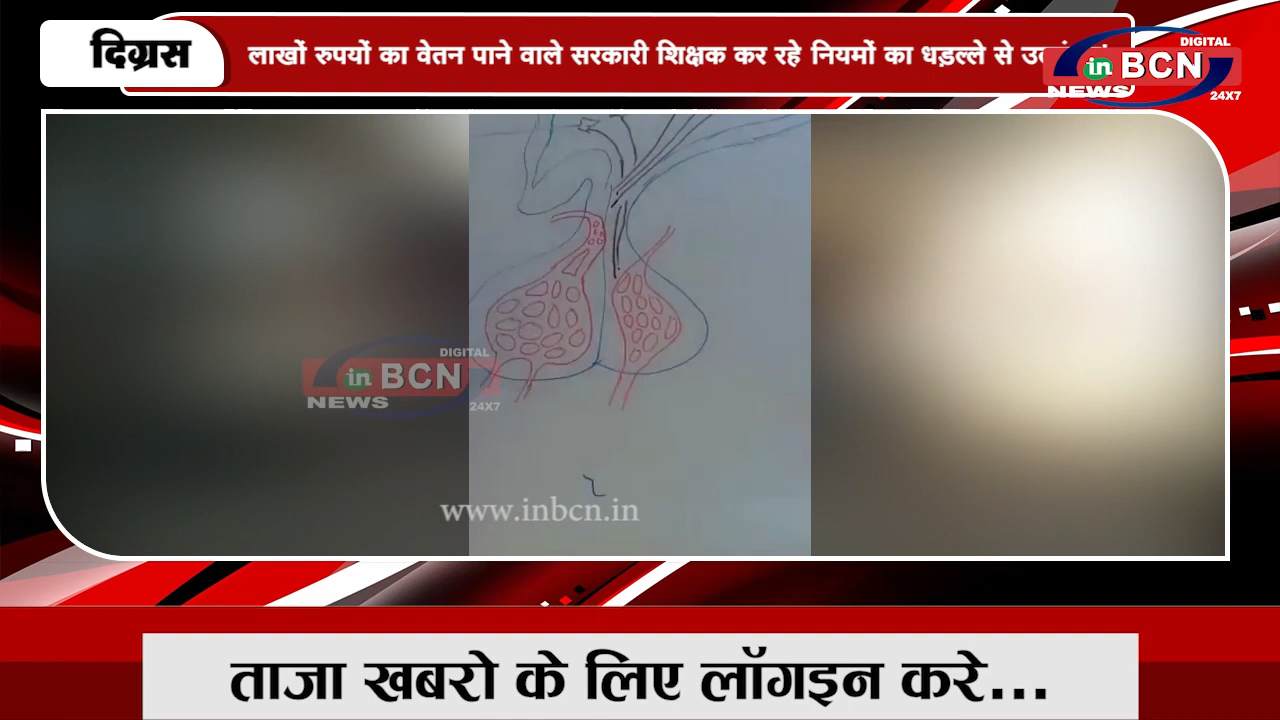 दिग्रस
लाखों रुपयों का वेतन पाने वाले सरकारी शिक्षक कर रहे नियमों का धड़ल्ले से
DIGITAL
in BCN
NEWS
24X7
DIGITAL
in BCN
NEWS
24X7
www.inbcn.in
ताजा खबरो के लिए लॉगइन करे...